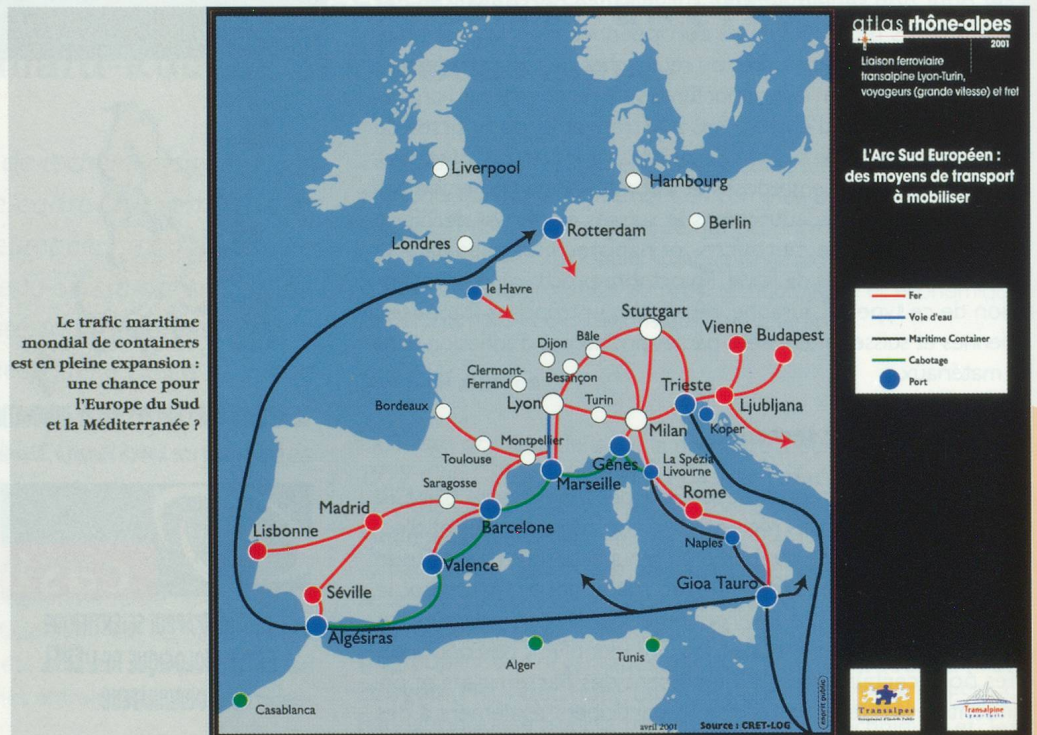 Le trafic maritime
mondial de containers
est en pleine expansion :
une chance pour
l'Europe du Sud
et la Méditerranée ?
Liverpool
Hambourg
Berlin
Londres
Rotterdam
le Havre
Stuttgart
Vienne
Budapest
Bâle
Dijon
Besançon
Clermont-
Ferrand
Lyon
Turin
Milan
Trieste
Ljubljana
Koper
Bordeaux
Toulouse
Montpellier
Gênes
La Spézia
Livourne
Marseille
Saragosse
Madrid
Barcelone
Rome
Lisbonne
Naples
Valence
Gioa Tauro
Séville
Algésiras
Alger
Tunis
Casablanca
avril 2001
Source : CRET-LOG
esprit public
atlas rhône-alpes
2001
Liaison ferroviaire
transalpine Lyon-Turin,
voyageurs (grande vitesse) et fret
L'Arc Sud Européen :
des moyens de transport
à mobiliser
Fer
Voie d'eau
Maritime Container
Cabotage
Port
Transalpes
Transalpine
Lyon-Turin